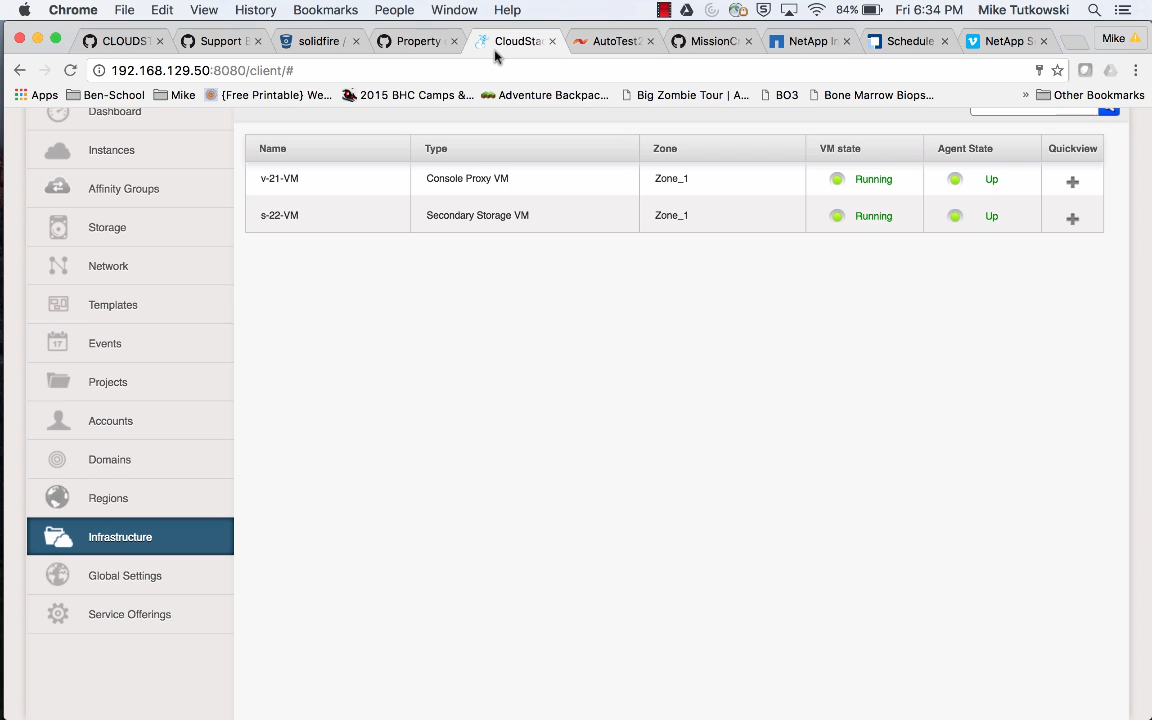 Chrome File Edit View History Bookmarks People Window Help 84% Fri 6:34 PM Mike Tutkowski
CLOUDST Support E solidfire / Property CloudSta AutoTest2 MissionC NetApp In Schedule NetApp S Mike
192.168.129.50:8080/client/#
Apps Ben-School Mike {Free Printable} We... 2015 BHC Camps &... Adventure Backpac... Big Zombie Tour | A... BO3 Bone Marrow Biops... » Other Bookmarks
Dashboard
Name Type Zone VM state Agent State Quickview
Instances
v-21-VM Console Proxy VM Zone_1 Running Up
Affinity Groups
s-22-VM Secondary Storage VM Zone_1 Running Up
Storage
Network
Templates
Events
17
Projects
Accounts
Domains
Regions
Infrastructure
Global Settings
Service Offerings